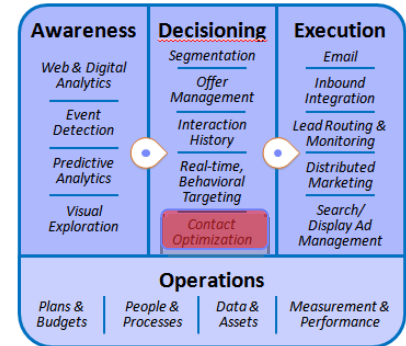 Awareness
Web & Digital
Analytics
Event
Detection
Predictive
Analytics
Visual
Exploration
Decisioning
Segmentation
Offer
Management
Interaction
History
Real-time,
Behavioral
Targeting
Contact
Optimization
Execution
Email
Inbound
Integration
Lead Routing &
Monitoring
Distributed
Marketing
Search/
Display Ad
Management
Operations
Plans &
Budgets
People &
Processes
Data &
Assets
Measurement &
Performance